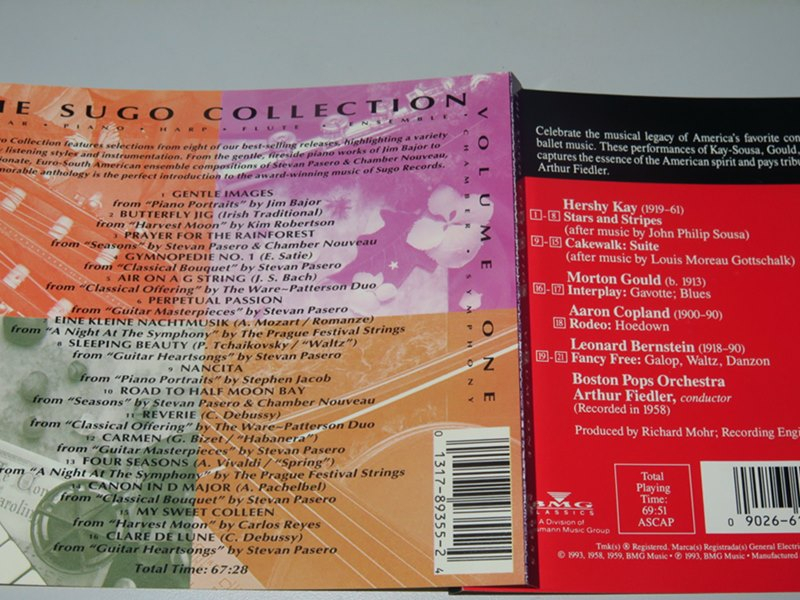 THE SUGO COLLECTION
PIANO • HARP • FLUTE • ENSEMBLE • CHAMBER • SYMPHONY
VOLUME ONE
Collection features selections from eight of our best-selling releases, highlighting a variety
listening styles and instrumentation. From the gentle, fireside piano works of Jim Bajor to
Euro-South American ensemble compositions of Stevan Pasero & Chamber Nouveau,
anthology is the perfect introduction to the award-winning music of Sugo Records.
1 GENTLE IMAGES
from "Piano Portraits" by Jim Bajor
2 BUTTERFLY JIG (Irish Traditional)
from "Harvest Moon" by Kim Robertson
3 PRAYER FOR THE RAINFOREST
from "Seasons" by Stevan Pasero & Chamber Nouveau
GYMNOPEDIE NO. 1 (E. Satie)
from "Classical Bouquet" by Stevan Pasero
5 AIR ON A G STRING (J. S. Bach)
from "Classical Offering" by The Ware–Patterson Duo
6 PERPETUAL PASSION
from "Guitar Masterpieces" by Stevan Pasero
EINE KLEINE NACHTMUSIK (A. Mozart / Romanze)
from "A Night At The Symphony" by The Prague Festival Strings
8 SLEEPING BEAUTY (P. Tchaikovsky / "Waltz")
from "Guitar Heartsongs" by Stevan Pasero
9 NANCITA
from "Piano Portraits" by Stephen Jacob
10 ROAD TO HALF MOON BAY
from "Seasons" by Stevan Pasero & Chamber Nouveau
11 REVERIE (C. Debussy)
from "Classical Offering" by The Ware–Patterson Duo
12 CARMEN (G. Bizet / "Habanera")
from "Guitar Masterpieces" by Stevan Pasero
13 FOUR SEASONS (A. Vivaldi / "Spring")
from "A Night At The Symphony" by The Prague Festival Strings
14 CANON IN D MAJOR (A. Pachelbel)
from "Classical Bouquet" by Stevan Pasero
15 MY SWEET COLLEEN
from "Harvest Moon" by Carlos Reyes
16 CLARE DE LUNE (C. Debussy)
from "Guitar Heartsongs" by Stevan Pasero
Total Time: 67:28
0 1317-89355-2 4
Celebrate the musical legacy of America's favorite
ballet music. These performances of Kay-Sousa, Gould,
captures the essence of the American spirit and pays
Arthur Fiedler.
Hershy Kay (1919–61)
1 - 8 Stars and Stripes
(after music by John Philip Sousa)
9 - 15 Cakewalk: Suite
(after music by Louis Moreau Gottschalk)
Morton Gould (b. 1913)
16 - 17 Interplay: Gavotte; Blues
Aaron Copland (1900–90)
18 Rodeo: Hoedown
Leonard Bernstein (1918–90)
19 - 21 Fancy Free: Galop, Waltz, Danzon
Boston Pops Orchestra
Arthur Fiedler, conductor
(Recorded in 1958)
Produced by Richard Mohr; Recording
BMG
CLASSICS
A Division of
Music Group
Total
Playing
Time:
69:51
ASCAP
0 9026-6
Tmk(s) ® Registered. Marca(s) Registrada(s) General
© 1993, 1958, 1959, BMG Music • ℗ 1993, BMG Music • Manufactured